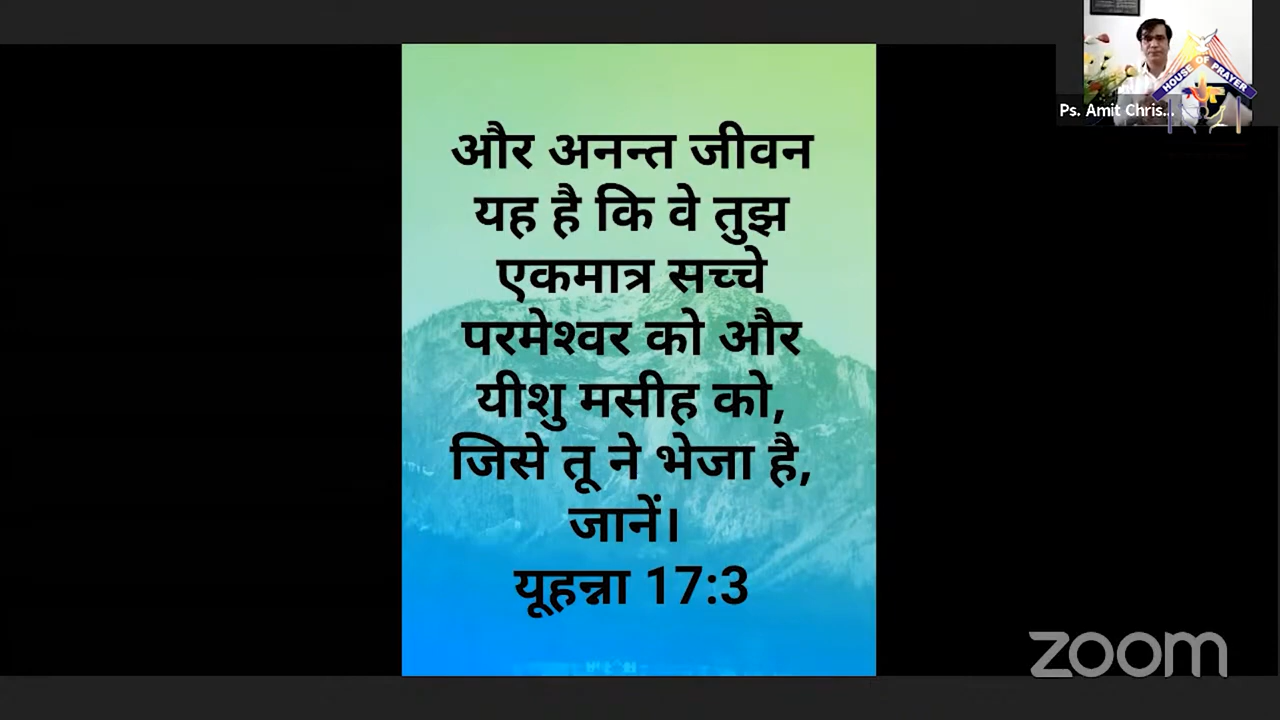 HOUSE OF PRAYER
Ps. Amit Chris...
और अनन्त जीवन
यह है कि वे तुझ
एकमात्र सच्चे
परमेश्वर को और
यीशु मसीह को,
जिसे तू ने भेजा है,
जानें।
यूहन्ना 17:3
zoom